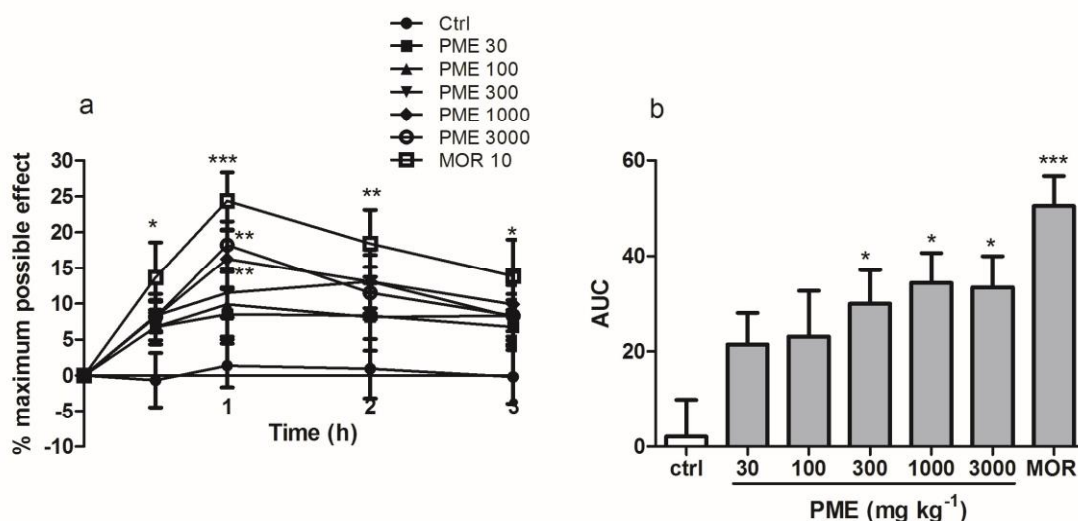 Ctrl
PME 30
PME 100
PME 300
PME 1000
PME 3000
MOR 10
a
% maximum possible effect
30
25
20
15
10
5
0
-5
-10
*
***
**
**
**
*
1
2
3
Time (h)
b
AUC
60
40
20
0
*
*
*
***
ctrl
30
100
300
1000
3000
MOR
PME (mg kg⁻¹)